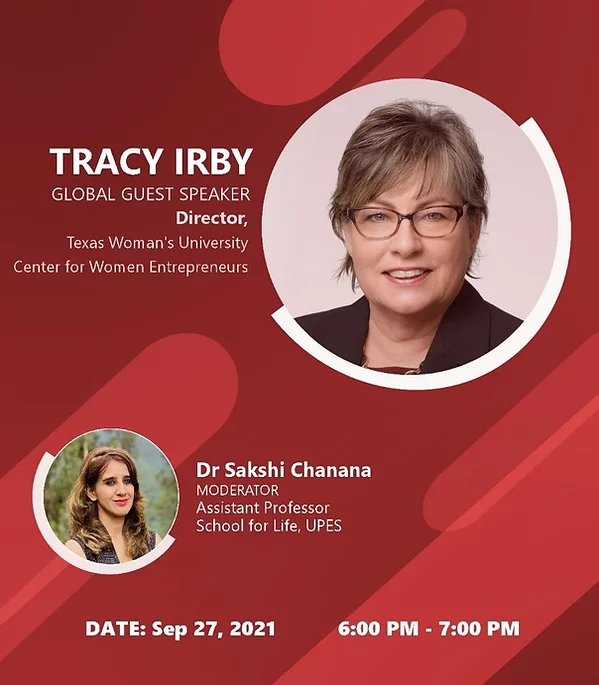 TRACY IRBY
GLOBAL GUEST SPEAKER
Director,
Texas Woman's University
Center for Women Entrepreneurs
Dr Sakshi Chanana
MODERATOR
Assistant Professor
School for Life, UPES
DATE: Sep 27, 2021
6:00 PM - 7:00 PM